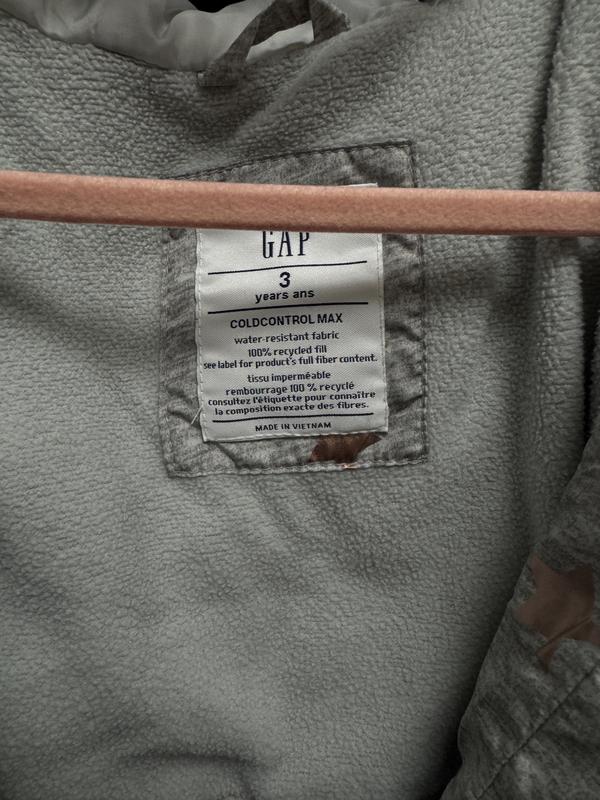 GAP
3
years ans
COLDCONTROL MAX
water-resistant fabric
100% recycled fill
see label for product's full fiber content.
tissu imperméable
rembourrage 100 % recyclé
consultez l'étiquette pour connaître
la composition exacte des fibres.
MADE IN VIETNAM